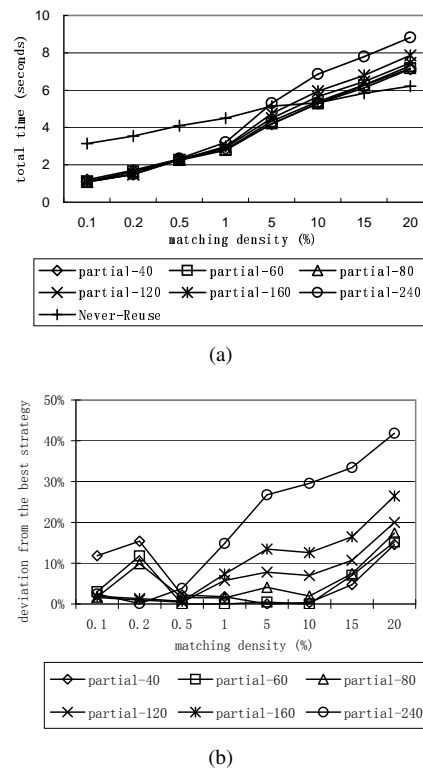 10
8
6
4
2
0
total time (seconds)
0.1 0.2 0.5 1 5 10 15 20
matching density (%)
partial-40 partial-60 partial-80
partial-120 partial-160 partial-240
Never-Reuse
(a)
50%
40%
30%
20%
10%
0%
deviation from the best strategy
0.1 0.2 0.5 1 5 10 15 20
matching density (%)
partial-40 partial-60 partial-80
partial-120 partial-160 partial-240
(b)